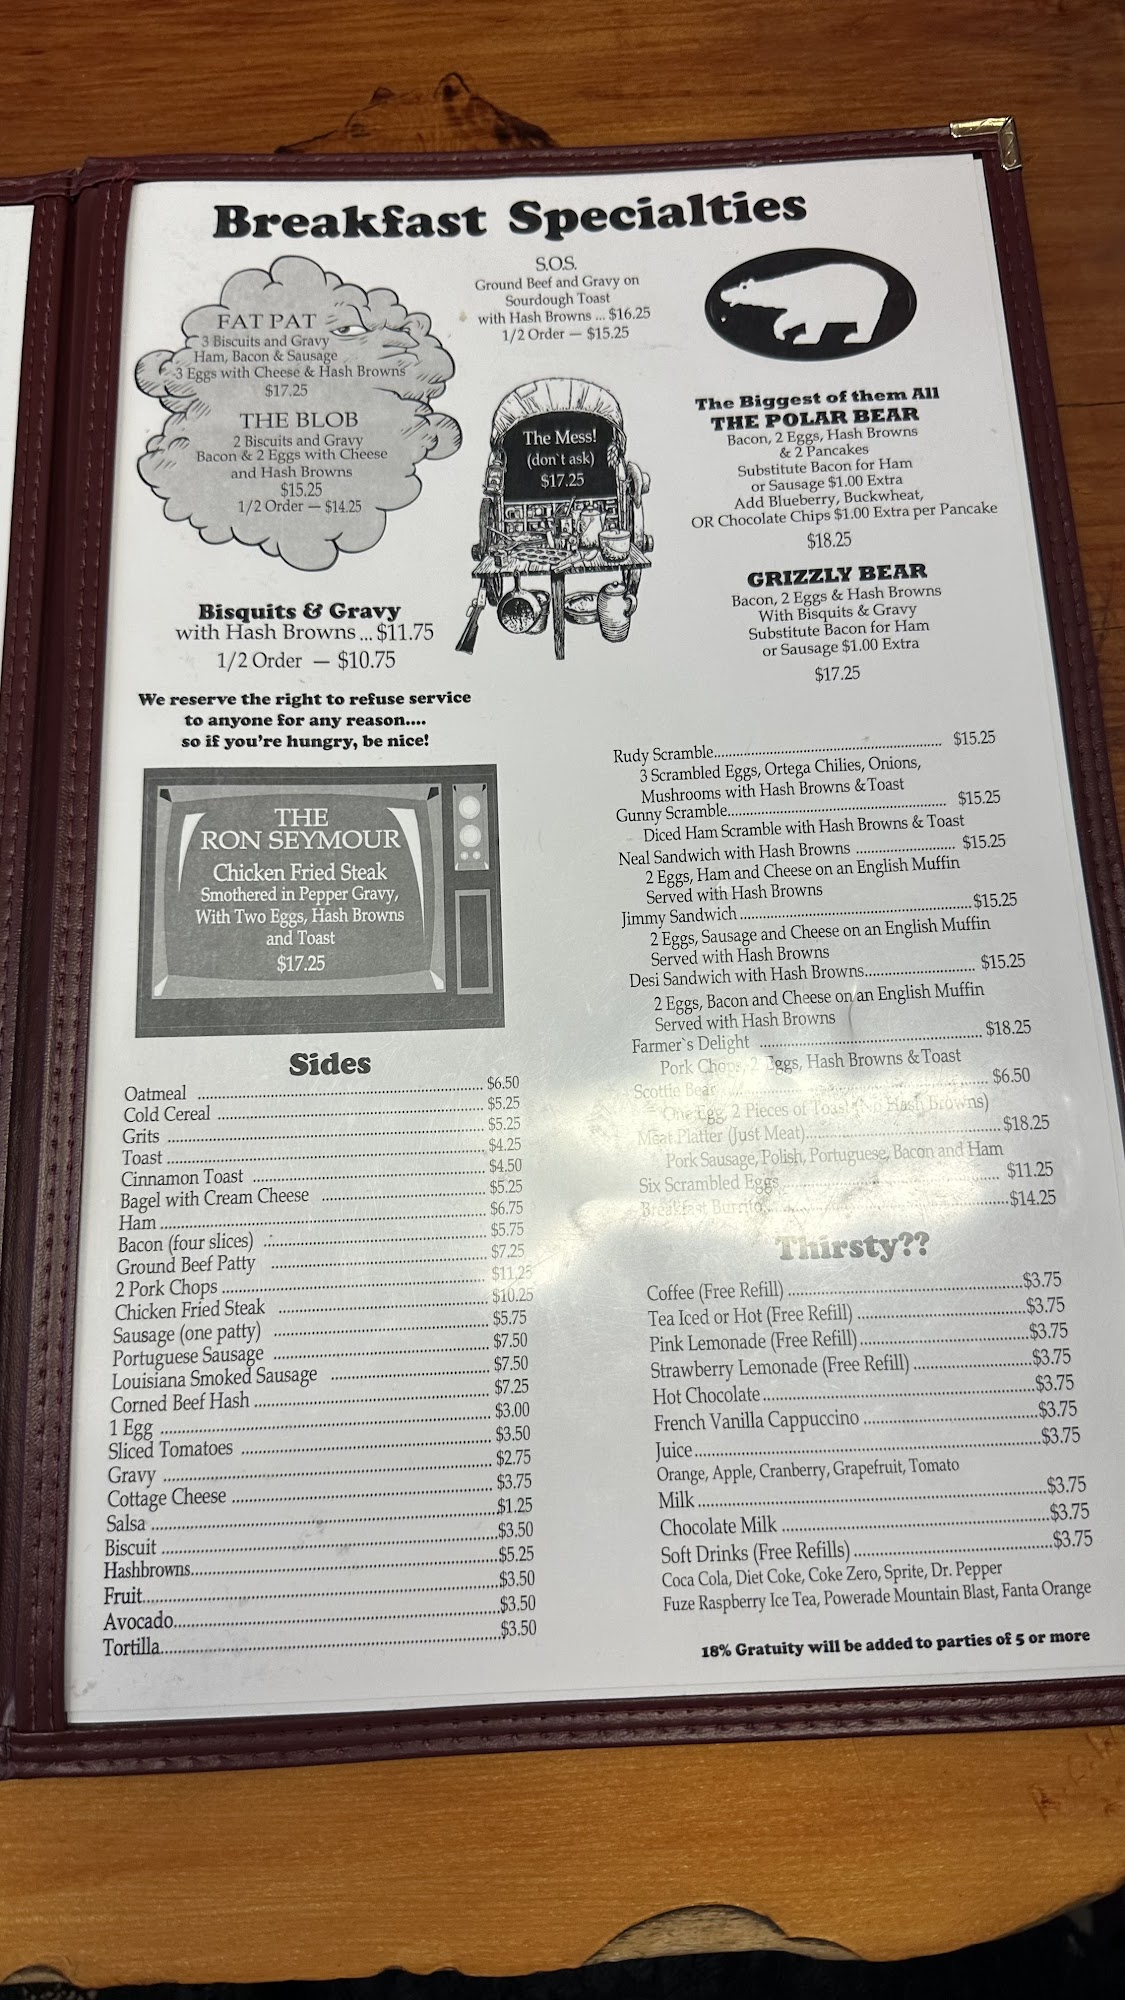 Breakfast Specialties
FAT PAT
3 Biscuits and Gravy
Ham, Bacon & Sausage
3 Eggs with Cheese & Hash Browns
$17.25
THE BLOB
2 Biscuits and Gravy
Bacon & 2 Eggs with Cheese
and Hash Browns
$15.25
1/2 Order — $14.25
S.O.S.
Ground Beef and Gravy on
Sourdough Toast
with Hash Browns ... $16.25
1/2 Order — $15.25
The Mess!
(don`t ask)
$17.25
The Biggest of them All
THE POLAR BEAR
Bacon, 2 Eggs, Hash Browns
& 2 Pancakes
Substitute Bacon for Ham
or Sausage $1.00 Extra
Add Blueberry, Buckwheat,
OR Chocolate Chips $1.00 Extra per Pancake
$18.25
GRIZZLY BEAR
Bacon, 2 Eggs & Hash Browns
With Bisquits & Gravy
Substitute Bacon for Ham
or Sausage $1.00 Extra
$17.25
Bisquits & Gravy
with Hash Browns ... $11.75
1/2 Order — $10.75
We reserve the right to refuse service
to anyone for any reason....
so if you're hungry, be nice!
THE
RON SEYMOUR
Chicken Fried Steak
Smothered in Pepper Gravy,
With Two Eggs, Hash Browns
and Toast
$17.25
Sides
Oatmeal ... $6.50
Cold Cereal ... $5.25
Grits ... $5.25
Toast ... $4.25
Cinnamon Toast ... $4.50
Bagel with Cream Cheese ... $5.25
Ham ... $6.75
Bacon (four slices) ... $5.75
Ground Beef Patty ... $7.25
2 Pork Chops ... $11.25
Chicken Fried Steak ... $10.25
Sausage (one patty) ... $5.75
Portuguese Sausage ... $7.50
Louisiana Smoked Sausage ... $7.50
Corned Beef Hash ... $7.25
1 Egg ... $3.00
Sliced Tomatoes ... $3.50
Gravy ... $2.75
Cottage Cheese ... $3.75
Salsa ... $1.25
Biscuit ... $3.50
Hashbrowns ... $5.25
Fruit ... $3.50
Avocado ... $3.50
Tortilla ... $3.50
Rudy Scramble ... $15.25
3 Scrambled Eggs, Ortega Chilies, Onions,
Mushrooms with Hash Browns & Toast
Gunny Scramble ... $15.25
Diced Ham Scramble with Hash Browns & Toast
Neal Sandwich with Hash Browns ... $15.25
2 Eggs, Ham and Cheese on an English Muffin
Served with Hash Browns
Jimmy Sandwich ... $15.25
2 Eggs, Sausage and Cheese on an English Muffin
Served with Hash Browns
Desi Sandwich with Hash Browns ... $15.25
2 Eggs, Bacon and Cheese on an English Muffin
Served with Hash Browns
Farmer`s Delight ... $18.25
Pork Chops, 2 Eggs, Hash Browns & Toast
Scottie Bear ... $6.50
One Egg, 2 Pieces of Toast (No Hash Browns)
Meat Platter (Just Meat) ... $18.25
Pork Sausage, Polish, Portuguese, Bacon and Ham
Six Scrambled Eggs ... $11.25
Breakfast Burrito ... $14.25
Thirsty??
Coffee (Free Refill) ... $3.75
Tea Iced or Hot (Free Refill) ... $3.75
Pink Lemonade (Free Refill) ... $3.75
Strawberry Lemonade (Free Refill) ... $3.75
Hot Chocolate ... $3.75
French Vanilla Cappuccino ... $3.75
Juice ... $3.75
Orange, Apple, Cranberry, Grapefruit, Tomato
Milk ... $3.75
Chocolate Milk ... $3.75
Soft Drinks (Free Refills) ... $3.75
Coca Cola, Diet Coke, Coke Zero, Sprite, Dr. Pepper
Fuze Raspberry Ice Tea, Powerade Mountain Blast, Fanta Orange
18% Gratuity will be added to parties of 5 or more